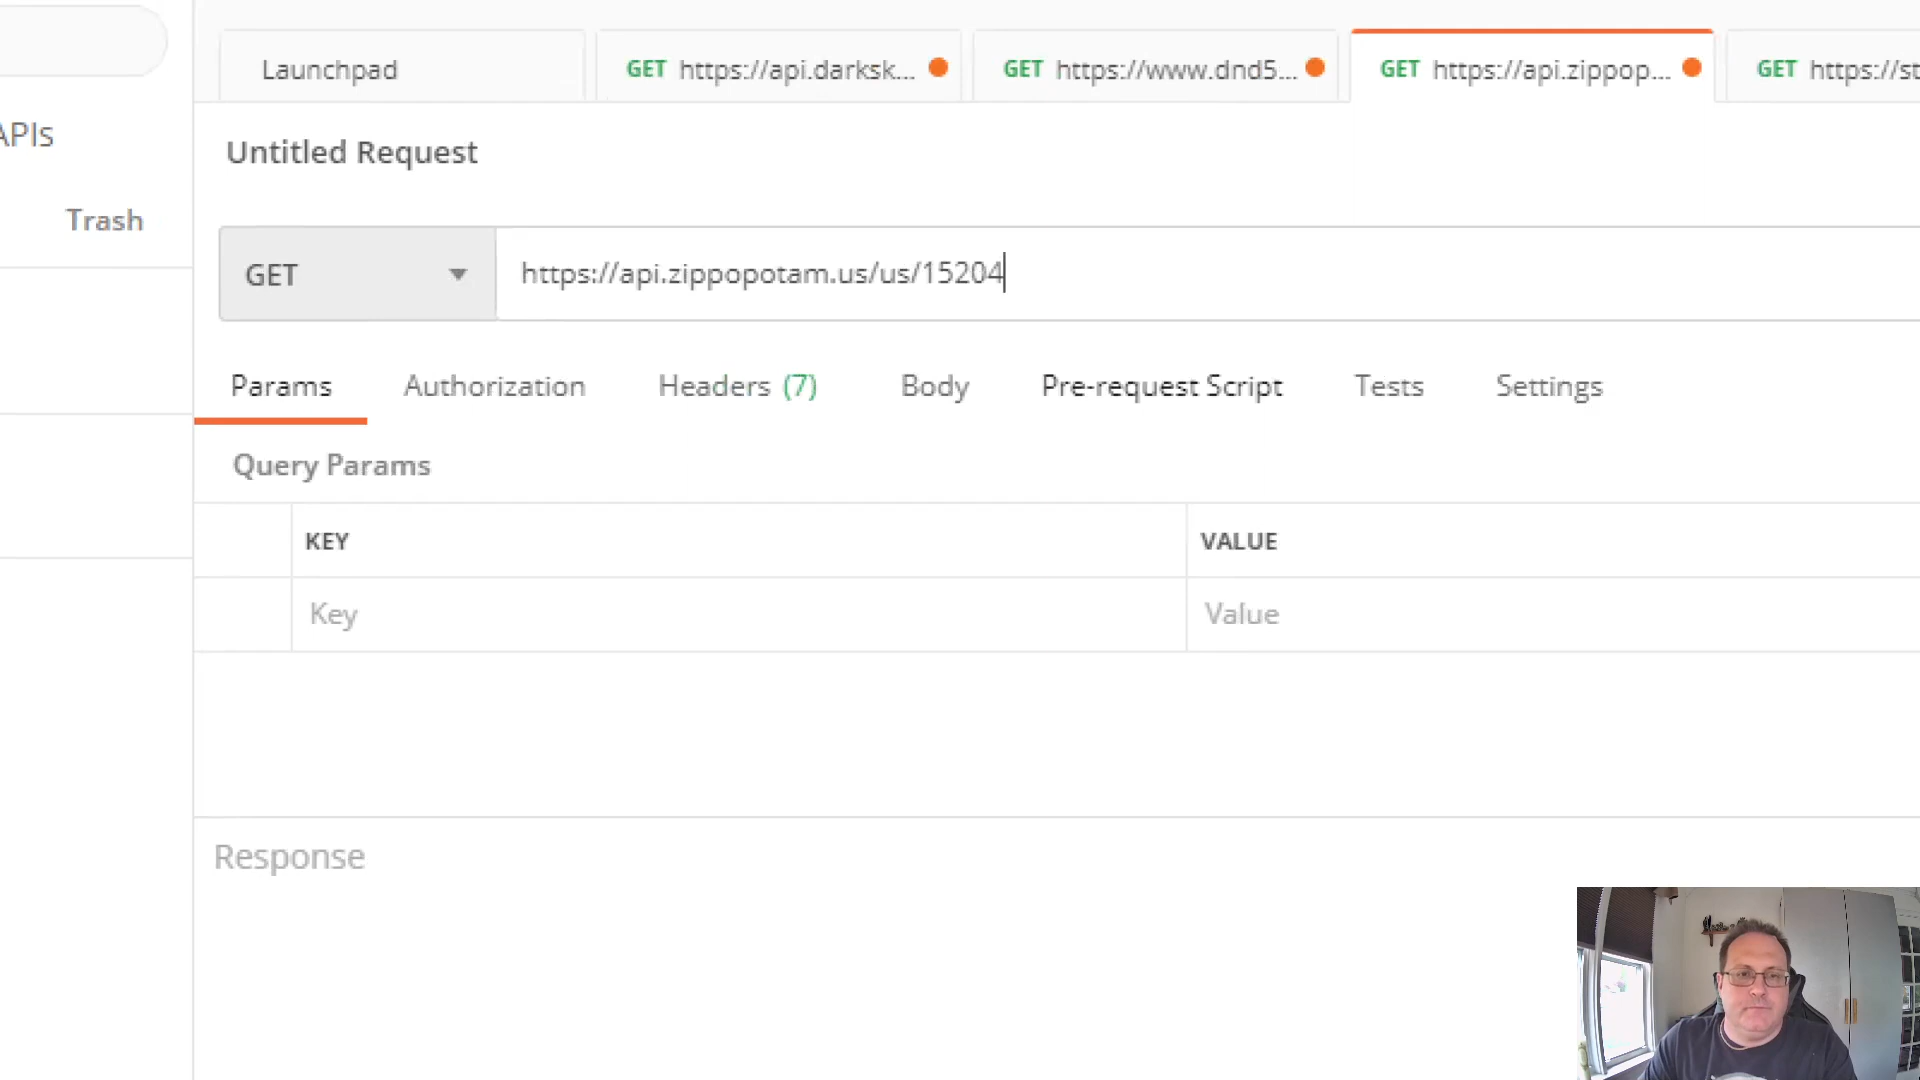 Launchpad
GET https://api.darksk...
GET https://www.dnd5...
GET https://api.zippop...
GET https://st
APIs
Trash
Untitled Request
GET
https://api.zippopotam.us/us/15204
Params
Authorization
Headers (7)
Body
Pre-request Script
Tests
Settings
Query Params
KEY
VALUE
Key
Value
Response